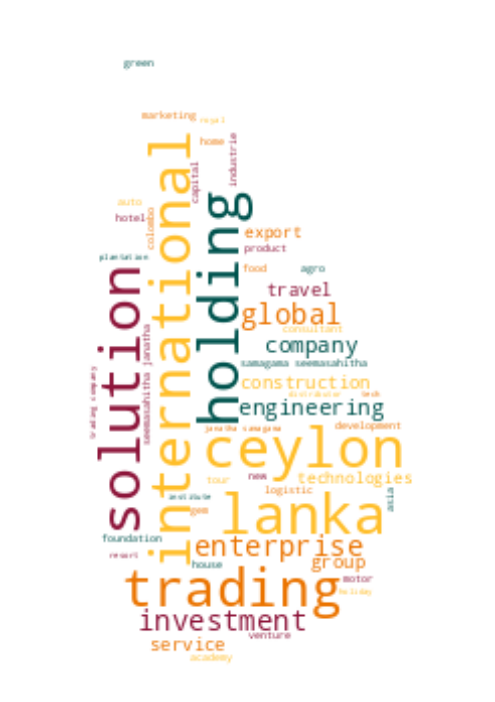 green
marketing
royal
home
industrie
international
capital
holding
auto
hotel
colombo
export
product
plantation
food
agro
solution
travel
global
consultant
company
seemasahitha janatha
samagama seemasahitha
trading company
construction
distributor
tech
engineering
janatha samagama
development
ceylon
tour
new
technologies
logistic
institute
asia
lanka
gem
foundation
enterprise
resort
house
group
trading
motor
holiday
investment
venture
service
academy